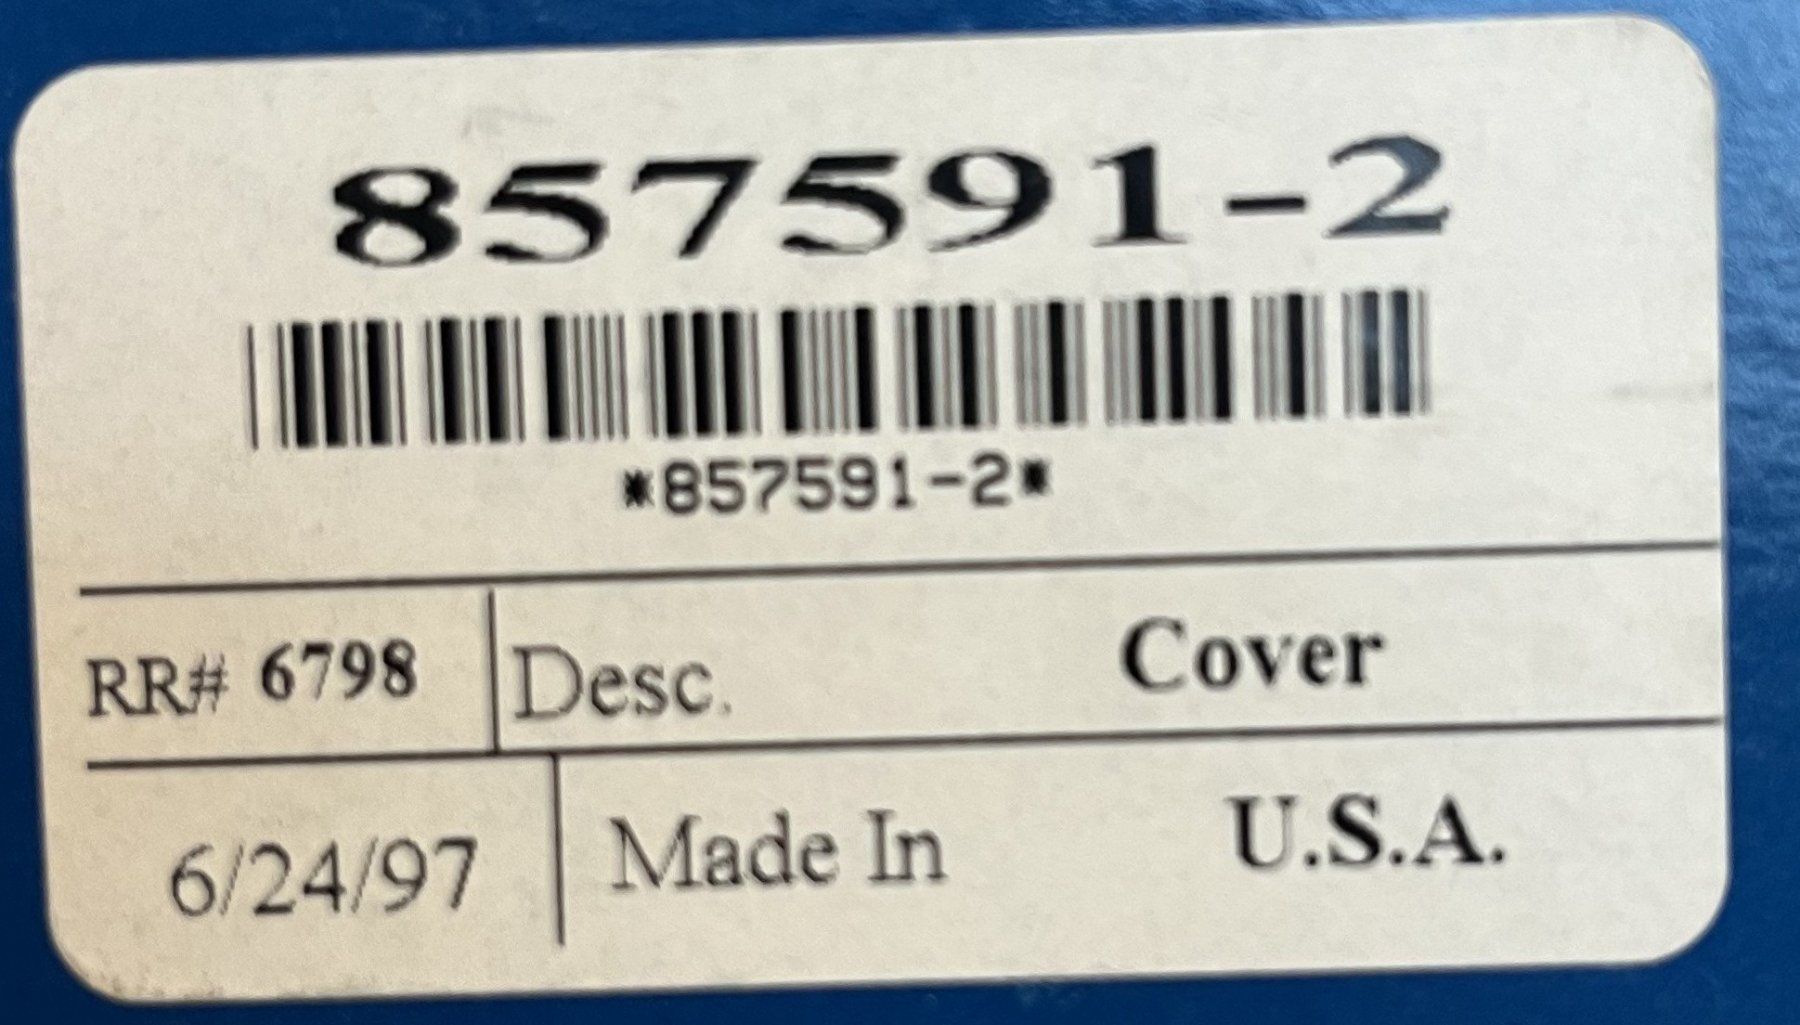 857591-2
*857591-2*
RR# 6798 Desc. Cover
6/24/97 Made In U.S.A.